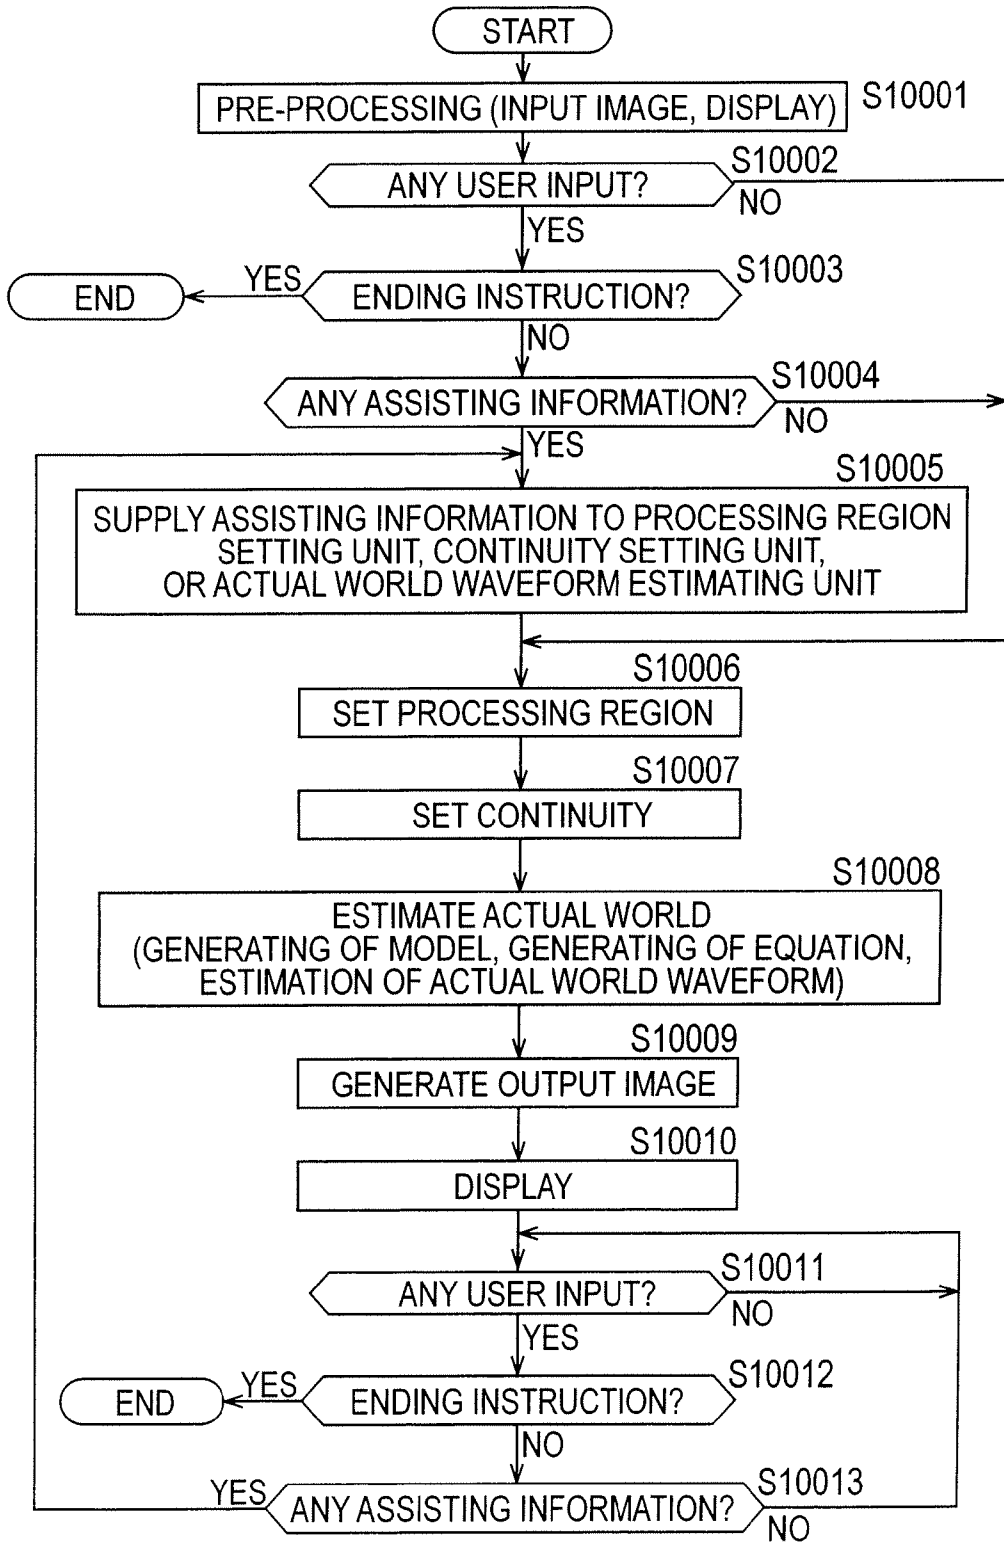 START
PRE-PROCESSING (INPUT IMAGE, DISPLAY)
S10001
ANY USER INPUT?
S10002
NO
YES
ENDING INSTRUCTION?
S10003
YES
END
NO
ANY ASSISTING INFORMATION?
S10004
NO
YES
S10005
SUPPLY ASSISTING INFORMATION TO PROCESSING REGION
SETTING UNIT, CONTINUITY SETTING UNIT,
OR ACTUAL WORLD WAVEFORM ESTIMATING UNIT
S10006
SET PROCESSING REGION
S10007
SET CONTINUITY
S10008
ESTIMATE ACTUAL WORLD
(GENERATING OF MODEL, GENERATING OF EQUATION,
ESTIMATION OF ACTUAL WORLD WAVEFORM)
S10009
GENERATE OUTPUT IMAGE
S10010
DISPLAY
ANY USER INPUT?
S10011
NO
YES
ENDING INSTRUCTION?
S10012
YES
END
NO
ANY ASSISTING INFORMATION?
S10013
YES
NO